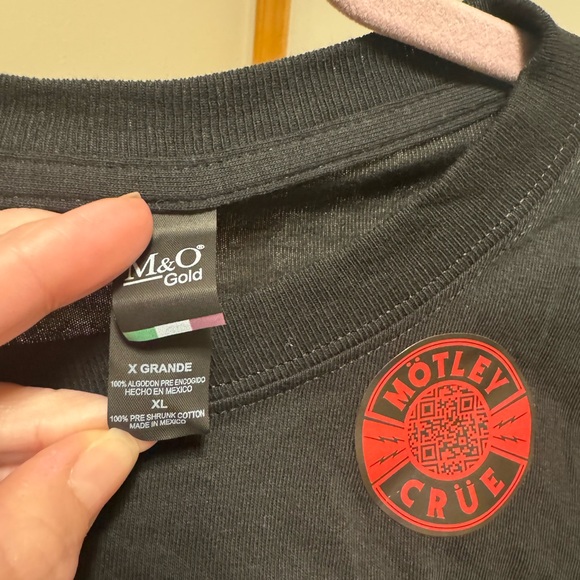 M&O®
Gold
X GRANDE
100% ALGODON PRE ENCOGIDO
HECHO EN MEXICO
XL
100% PRE SHRUNK COTTON
MADE IN MEXICO
MÖTLEY
CRÜE